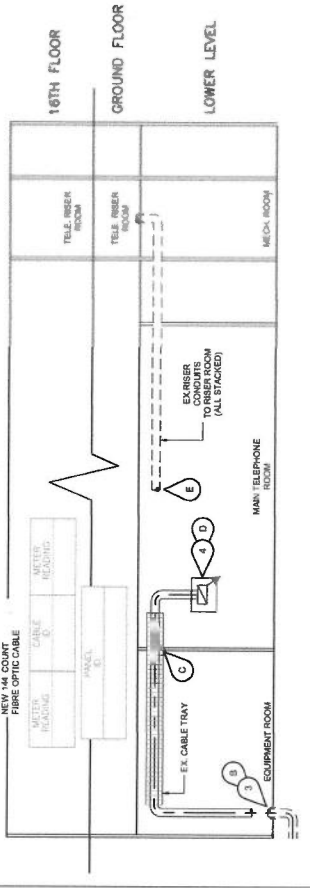 NEW 144 COUNT
FIBRE OPTIC CABLE
METER
READING
CABLE
ID
METER
READING
PANEL
ID
16TH FLOOR
TELE. RISER
ROOM
GROUND FLOOR
TELE. RISER
ROOM
LOWER LEVEL
EX.RISER
CONDUITS
TO RISER ROOM
(ALL STACKED)
E
4
D
C
EX. CABLE TRAY
B
3
EQUIPMENT ROOM
MAIN TELEPHONE
ROOM
MECH. ROOM